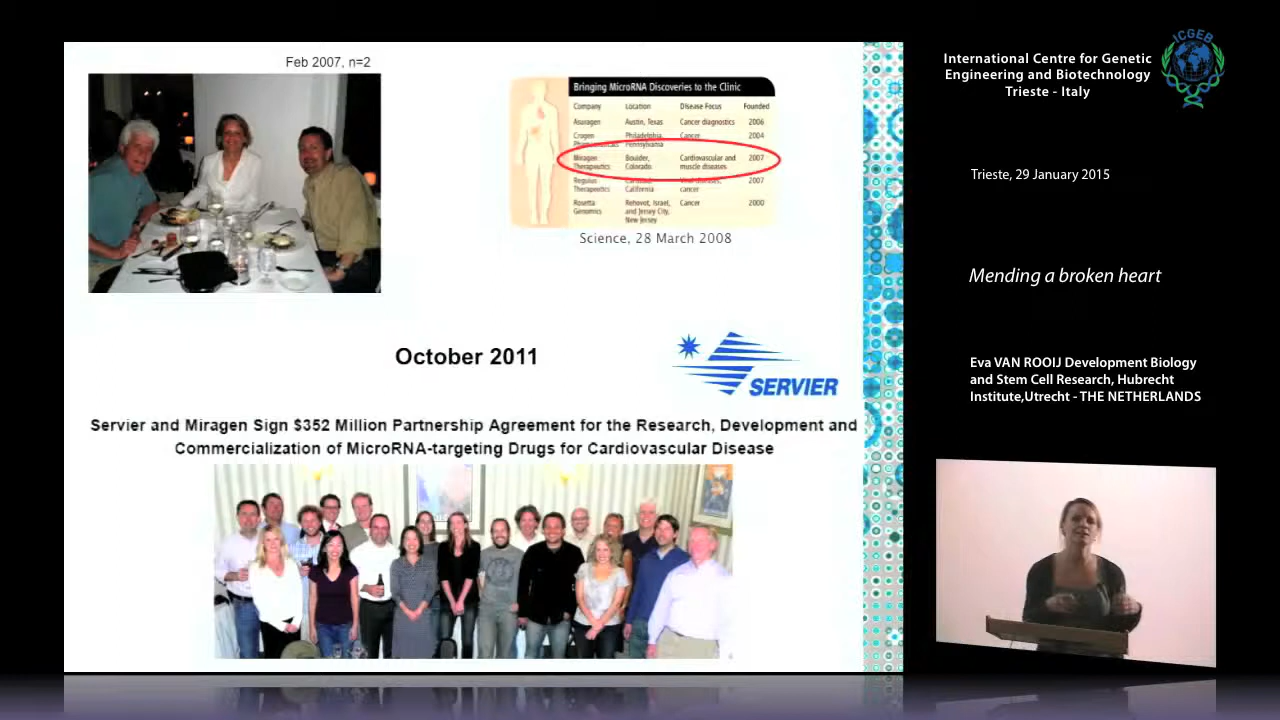 Feb 2007, n=2
Bringing MicroRNA Discoveries to the Clinic
Company Location Disease Focus Founded
Asuragen Austin, Texas Cancer diagnostics 2006
Philadelphia, Cancer 2004
Pennsylvania
Miragen Boulder, Cardiovascular and 2007
Therapeutics Colorado muscle diseases
Regulus 2007
Therapeutics California cancer
Rosetta Rehovot, Israel, Cancer 2000
Genomics and Jersey City,
New Jersey
Science, 28 March 2008
October 2011
SERVIER
Servier and Miragen Sign $352 Million Partnership Agreement for the Research, Development and
Commercialization of MicroRNA-targeting Drugs for Cardiovascular Disease
International Centre for Genetic
Engineering and Biotechnology
Trieste - Italy
ICGEB
Trieste, 29 January 2015
Mending a broken heart
Eva VAN ROOIJ Development Biology
and Stem Cell Research, Hubrecht
Institute,Utrecht - THE NETHERLANDS